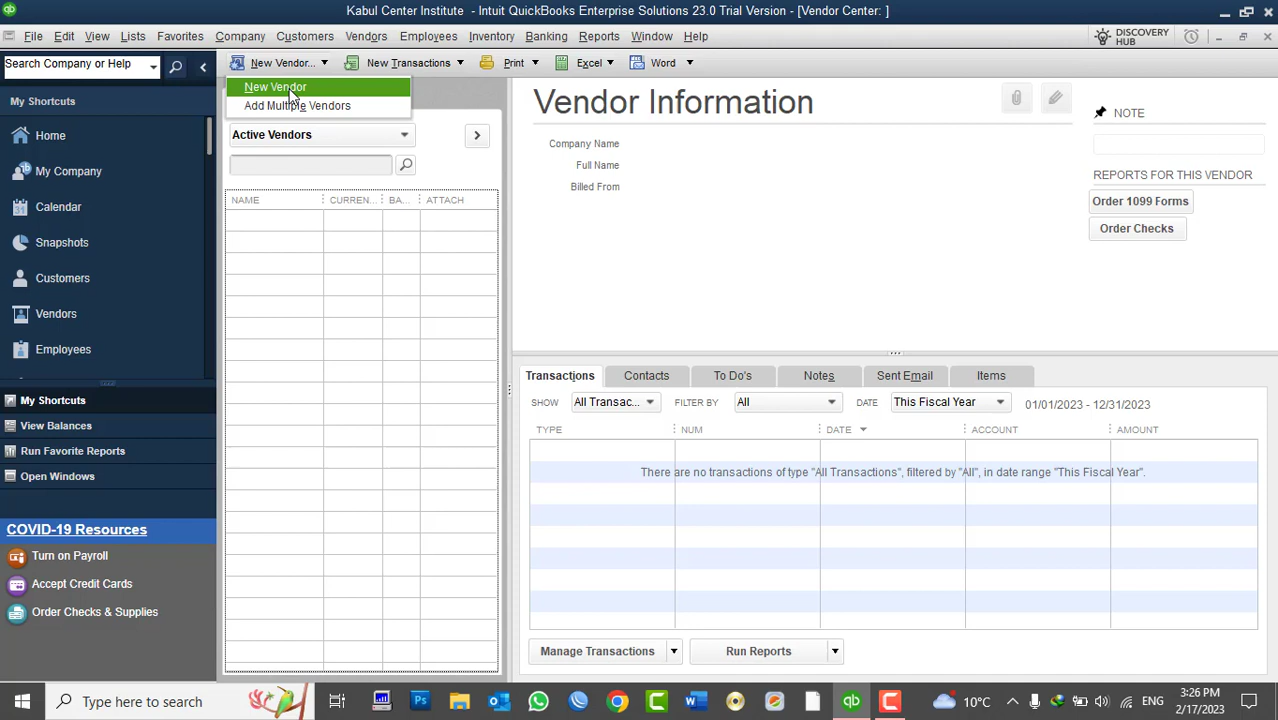 Kabul Center Institute - Intuit QuickBooks Enterprise Solutions 23.0 Trial Version - [Vendor Center: ]
File Edit View Lists Favorites Company Customers Vendors Employees Inventory Banking Reports Window Help
DISCOVERY HUB
Search Company or Help
New Vendor... New Transactions Print Excel Word
New Vendor
Add Multiple Vendors
My Shortcuts
Home
My Company
Calendar
Snapshots
Customers
Vendors
Employees
My Shortcuts
View Balances
Run Favorite Reports
Open Windows
COVID-19 Resources
Turn on Payroll
Accept Credit Cards
Order Checks & Supplies
Active Vendors
NAME CURREN... BA... ATTACH
Vendor Information
Company Name
Full Name
Billed From
NOTE
REPORTS FOR THIS VENDOR
Order 1099 Forms
Order Checks
Transactions Contacts To Do's Notes Sent Email Items
SHOW All Transac... FILTER BY All DATE This Fiscal Year 01/01/2023 - 12/31/2023
TYPE NUM DATE ACCOUNT AMOUNT
There are no transactions of type "All Transactions", filtered by "All", in date range "This Fiscal Year".
Manage Transactions Run Reports
Type here to search
10°C
ENG
3:26 PM
2/17/2023